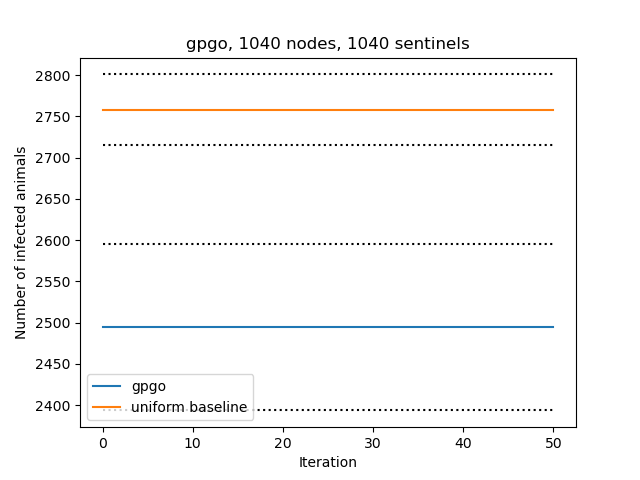 gpgo, 1040 nodes, 1040 sentinels
2800
2750
2700
2650
2600
2550
2500
2450
2400
Number of infected animals
gpgo
uniform baseline
0 10 20 30 40 50
Iteration